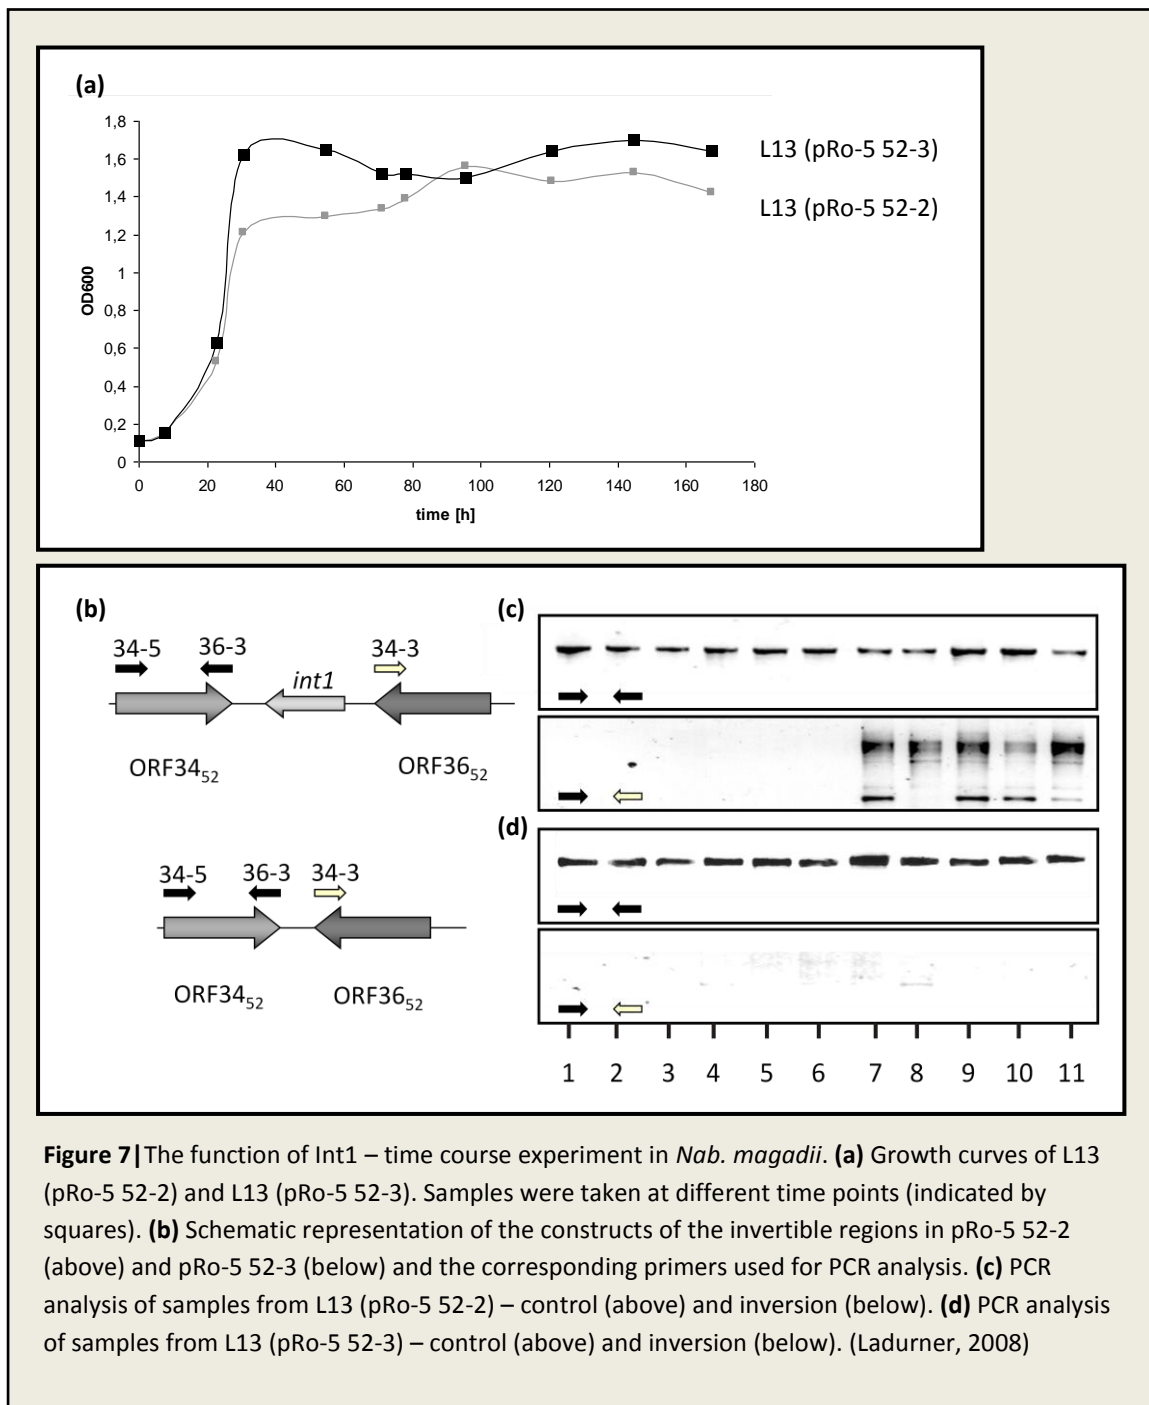 (a)
1,8
1,6
1,4
1,2
1
0,8
0,6
0,4
0,2
0
OD600
0 20 40 60 80 100 120 140 160 180
time [h]
L13 (pRo-5 52-3)
L13 (pRo-5 52-2)
(b)
34-5 36-3 34-3
int1
ORF34₅₂ ORF36₅₂
34-5 36-3 34-3
ORF34₅₂ ORF36₅₂
(c)
(d)
1 2 3 4 5 6 7 8 9 10 11
Figure 7|The function of Int1 – time course experiment in Nab. magadii. (a) Growth curves of L13
(pRo-5 52-2) and L13 (pRo-5 52-3). Samples were taken at different time points (indicated by
squares). (b) Schematic representation of the constructs of the invertible regions in pRo-5 52-2
(above) and pRo-5 52-3 (below) and the corresponding primers used for PCR analysis. (c) PCR
analysis of samples from L13 (pRo-5 52-2) – control (above) and inversion (below). (d) PCR analysis
of samples from L13 (pRo-5 52-3) – control (above) and inversion (below). (Ladurner, 2008)